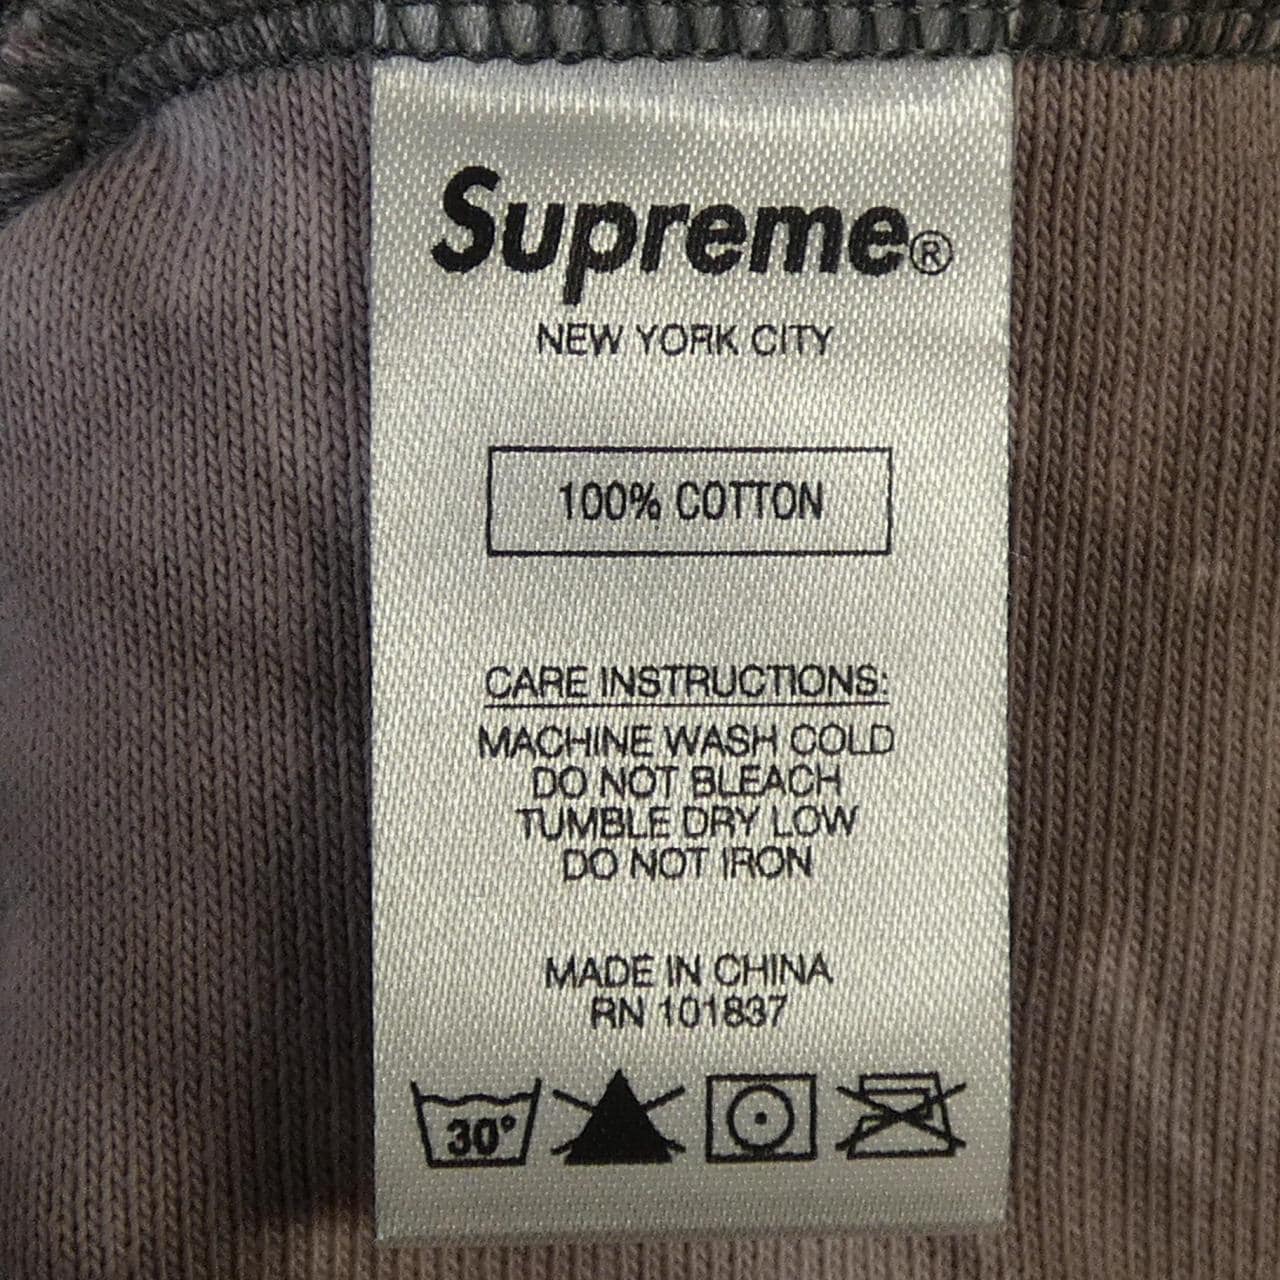 Supreme®
NEW YORK CITY
100% COTTON
CARE INSTRUCTIONS:
MACHINE WASH COLD
DO NOT BLEACH
TUMBLE DRY LOW
DO NOT IRON
MADE IN CHINA
RN 101837
30°